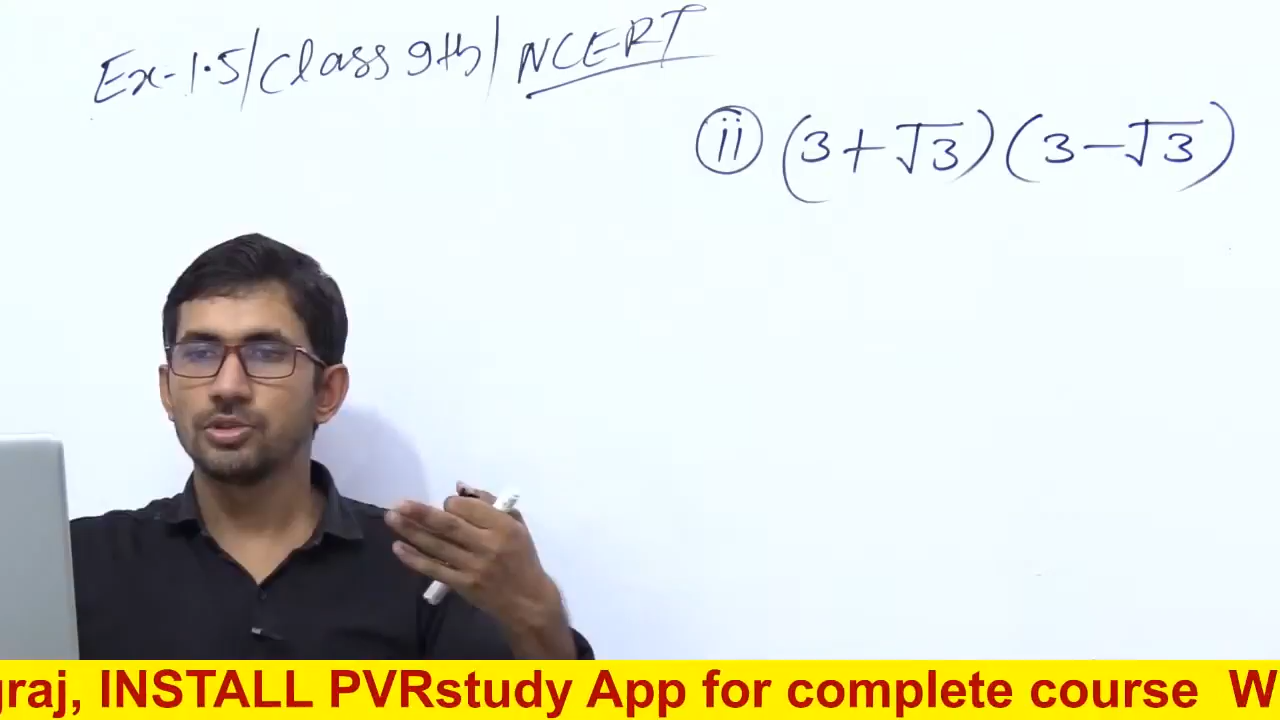 Ex-1.5/Class 9th/NCERT
ii (3+√3)(3-√3)
graj, INSTALL PVRstudy App for complete course W